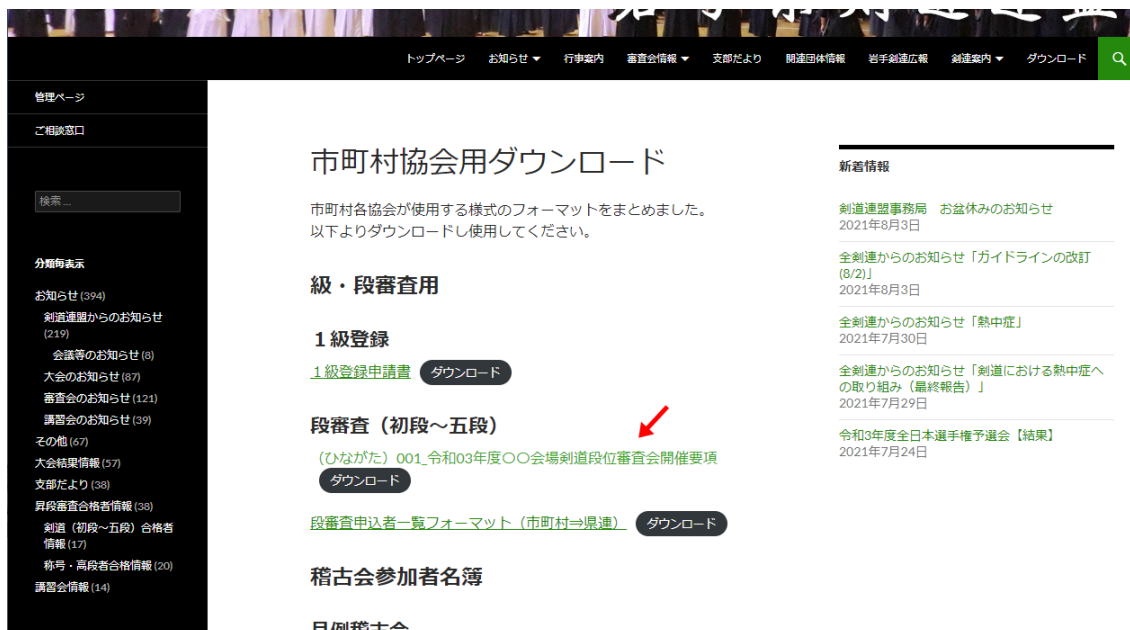 岩手県剣道連盟
トップページ お知らせ▼ 行事案内 審査会情報▼ 支部だより 関連団体情報 岩手剣連広報 剣連案内▼ ダウンロード
管理ページ
ご相談窓口
検索...
分類毎表示
お知らせ (394)
剣道連盟からのお知らせ
(219)
会議等のお知らせ (8)
大会のお知らせ (87)
審査会のお知らせ (121)
講習会のお知らせ (39)
その他 (67)
大会結果情報 (57)
支部だより (38)
昇段審査合格者情報 (38)
剣道（初段～五段）合格者
情報 (17)
称号・高段者合格情報 (20)
講習会情報 (14)
市町村協会用ダウンロード
市町村各協会が使用する様式のフォーマットをまとめました。
以下よりダウンロードし使用してください。
級・段審査用
１級登録
１級登録申請書 ダウンロード
段審査（初段～五段）
（ひながた）001_令和03年度〇〇会場剣道段位審査会開催要項
ダウンロード
段審査申込者一覧フォーマット（市町村⇒県連） ダウンロード
稽古会参加者名簿
月例稽古会
新着情報
剣道連盟事務局　お盆休みのお知らせ
2021年8月3日
全剣連からのお知らせ「ガイドラインの改訂
(8/2)」
2021年8月3日
全剣連からのお知らせ「熱中症」
2021年7月30日
全剣連からのお知らせ「剣道における熱中症へ
の取り組み（最終報告）」
2021年7月29日
令和3年度全日本選手権予選会【結果】
2021年7月24日